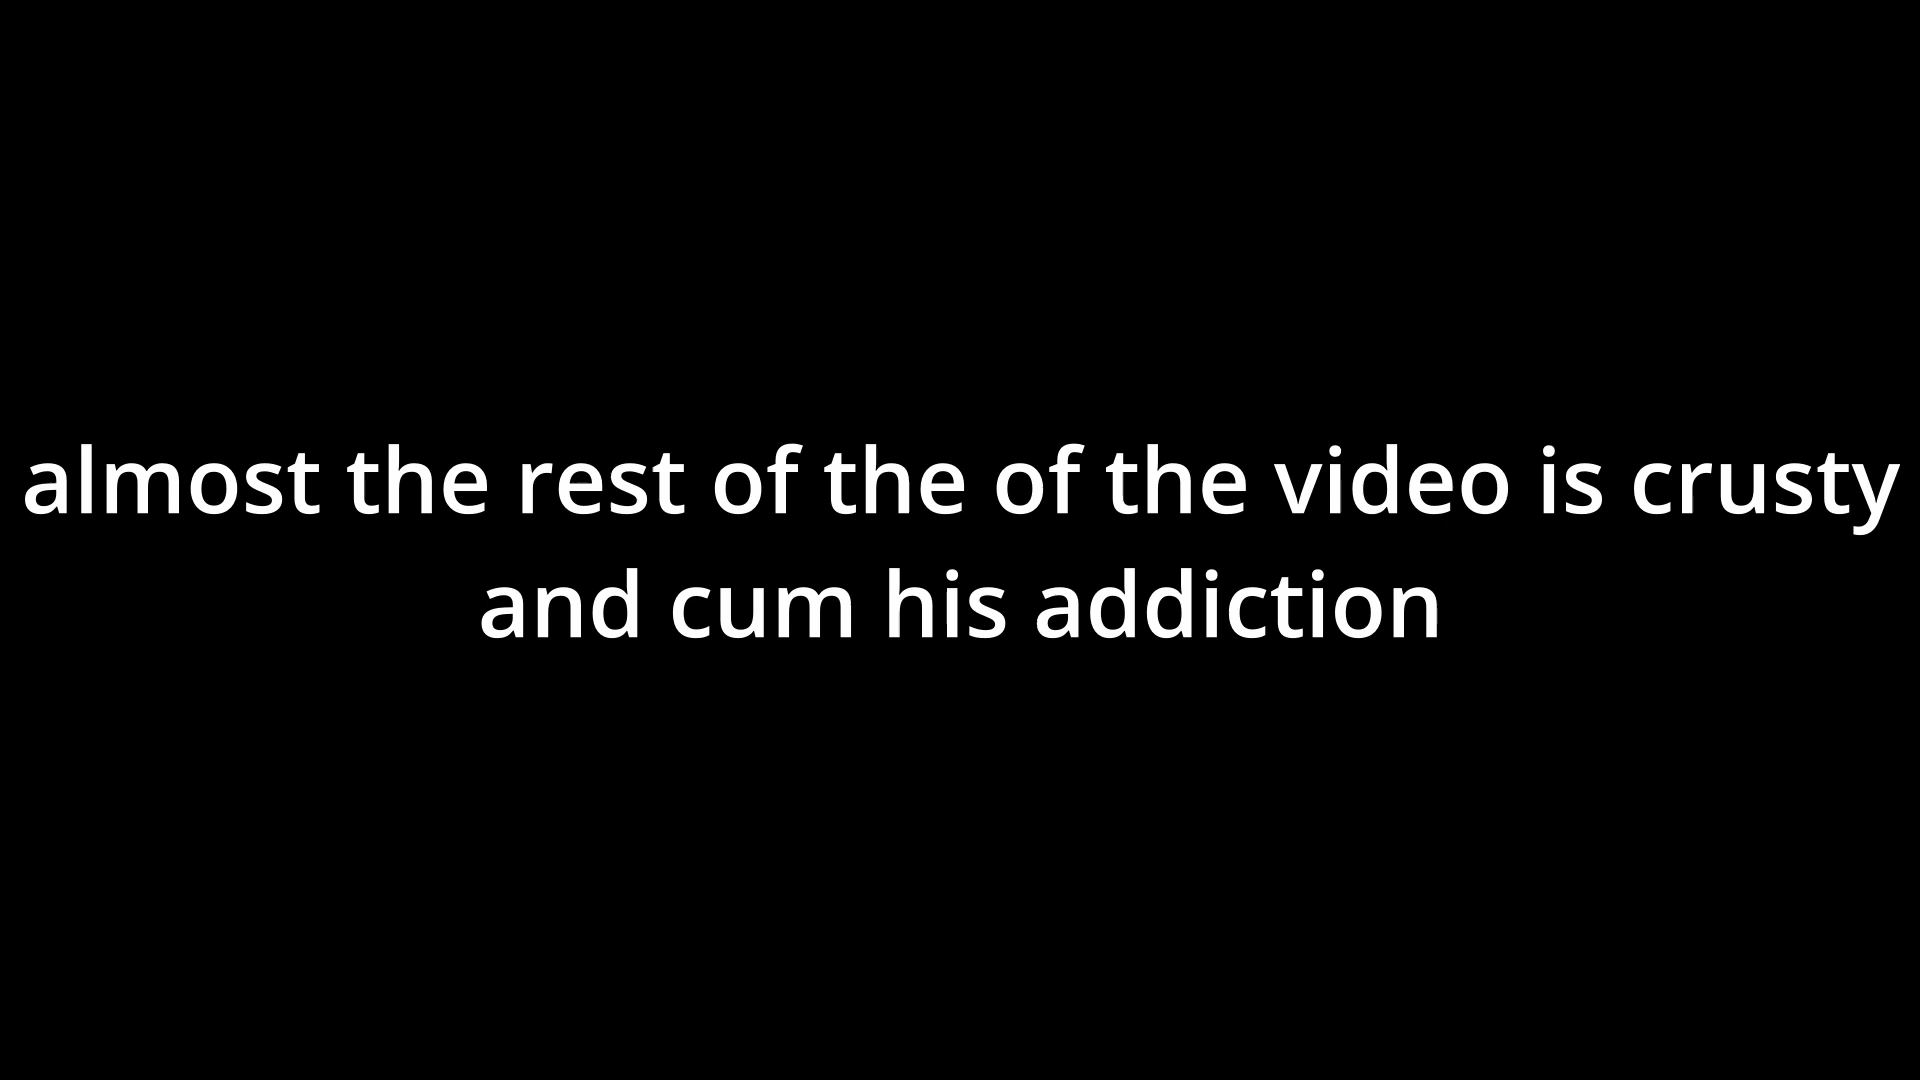 almost the rest of the of the video is crusty
and cum his addiction